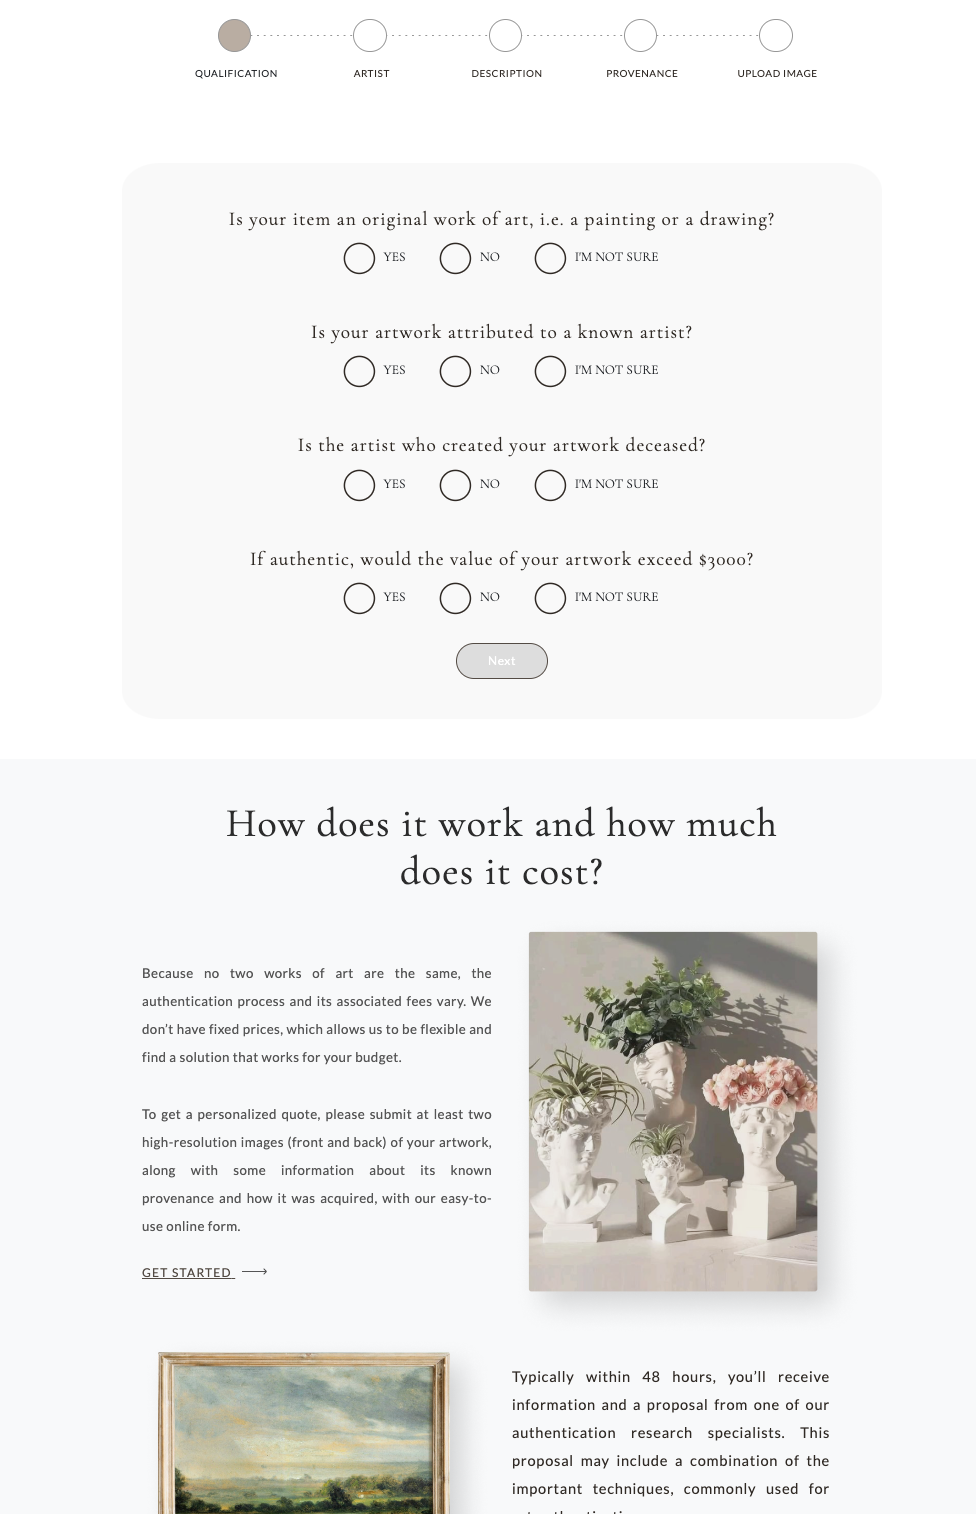 QUALIFICATION
ARTIST
DESCRIPTION
PROVENANCE
UPLOAD IMAGE
Is your item an original work of art, i.e. a painting or a drawing?
YES NO I'M NOT SURE
Is your artwork attributed to a known artist?
YES NO I'M NOT SURE
Is the artist who created your artwork deceased?
YES NO I'M NOT SURE
If authentic, would the value of your artwork exceed $3000?
YES NO I'M NOT SURE
Next
How does it work and how much
does it cost?
Because no two works of art are the same, the
authentication process and its associated fees vary. We
don’t have fixed prices, which allows us to be flexible and
find a solution that works for your budget.
To get a personalized quote, please submit at least two
high-resolution images (front and back) of your artwork,
along with some information about its known
provenance and how it was acquired, with our easy-to-
use online form.
GET STARTED
Typically within 48 hours, you’ll receive
information and a proposal from one of our
authentication research specialists. This
proposal may include a combination of the
important techniques, commonly used for